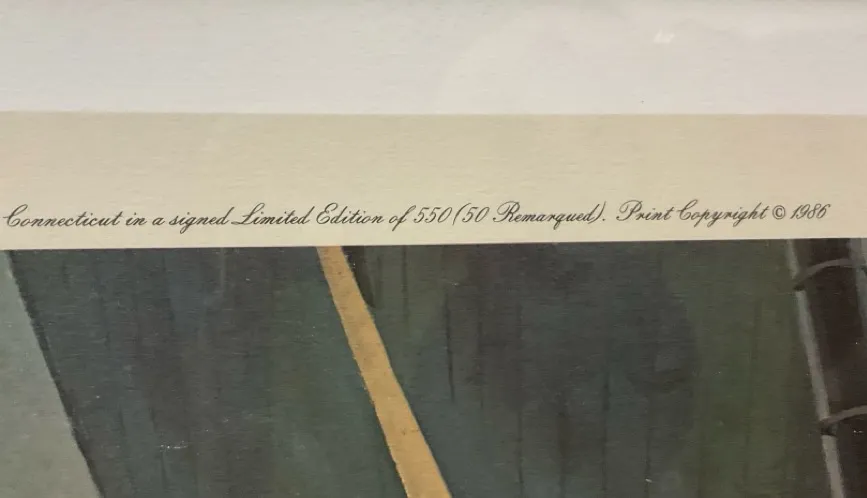 Connecticut in a signed Limited Edition of 550 (50 Remarqued). Print Copyright © 1986